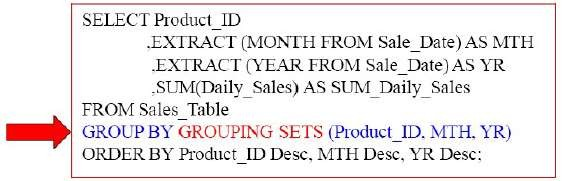 SELECT Product_ID
,EXTRACT (MONTH FROM Sale_Date) AS MTH
,EXTRACT (YEAR FROM Sale_Date) AS YR
,SUM(Daily_Sales) AS SUM_Daily_Sales
FROM Sales_Table
GROUP BY GROUPING SETS (Product_ID, MTH, YR)
ORDER BY Product_ID Desc, MTH Desc, YR Desc;